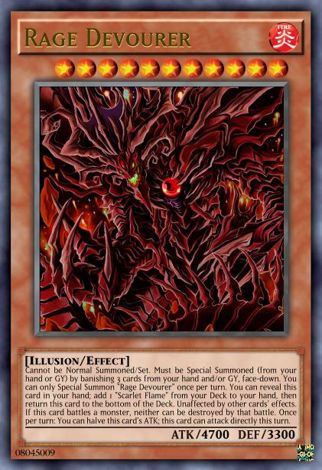 RAGE DEVOURER
FIRE
炎
[ILLUSION/EFFECT]
Cannot be Normal Summoned/Set. Must be Special Summoned (from your
hand or GY) by banishing 3 cards from your hand and/or GY, face-down. You
can only Special Summon "Rage Devourer" once per turn. You can reveal this
card in your hand; add 1 "Scarlet Flame" from your Deck to your hand, then
return this card to the bottom of the Deck. Unaffected by other cards' effects.
If this card battles a monster, neither can be destroyed by that battle. Once
per turn: You can halve this card's ATK; this card can attack directly this turn.
ATK/4700 DEF/3300
08045009